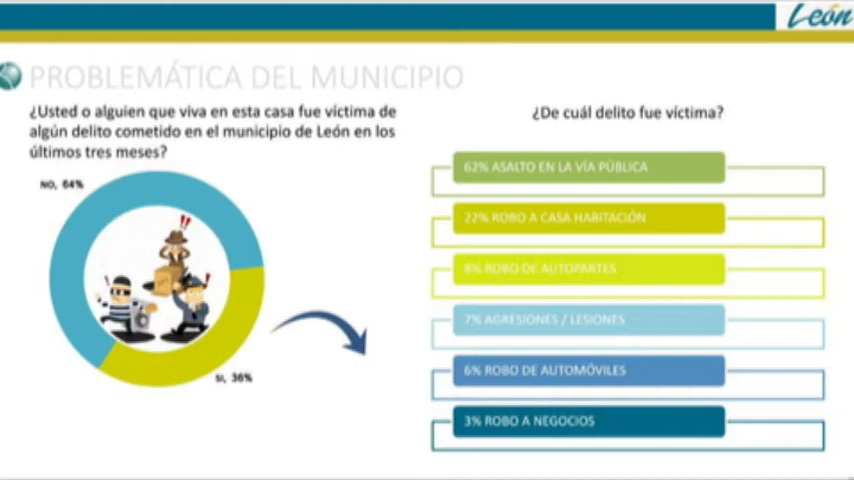 León
PROBLEMÁTICA DEL MUNICIPIO
¿Usted o alguien que viva en esta casa fue víctima de
algún delito cometido en el municipio de León en los
últimos tres meses?
NO, 64%
SI, 36%
¿De cuál delito fue víctima?
62% ASALTO EN LA VÍA PÚBLICA
22% ROBO A CASA HABITACIÓN
8% ROBO DE AUTOPARTES
7% AGRESIONES / LESIONES
6% ROBO DE AUTOMÓVILES
3% ROBO A NEGOCIOS